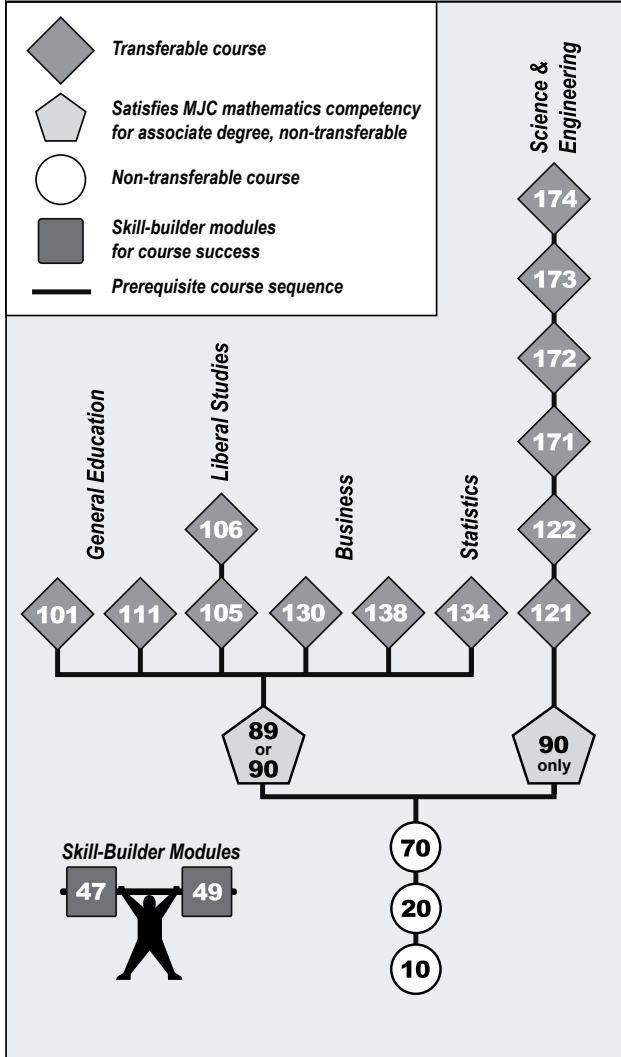 Transferable course
Satisfies MJC mathematics competency
for associate degree, non-transferable
Non-transferable course
Skill-builder modules
for course success
Prerequisite course sequence
Science &
Engineering
174
173
172
171
122
121
General Education
Liberal Studies
Business
Statistics
106
101
111
105
130
138
134
89
or
90
90
only
70
20
10
Skill-Builder Modules
47
49